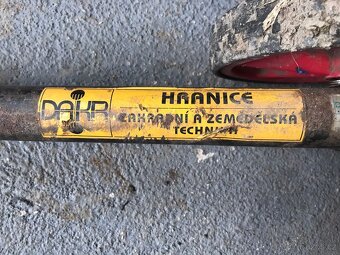 DAKR
HRANICE
ZAHRADNÍ A ZEMĚDĚLSKÁ
TECHNIKA